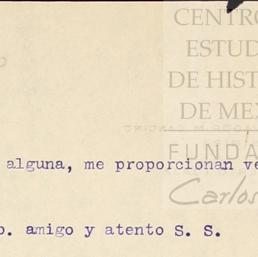 CENTRO
ESTUD
DE HIST
DE MEX
FUNDA
Carlos
alguna, me proporcionan ve
o. amigo y atento S. S.